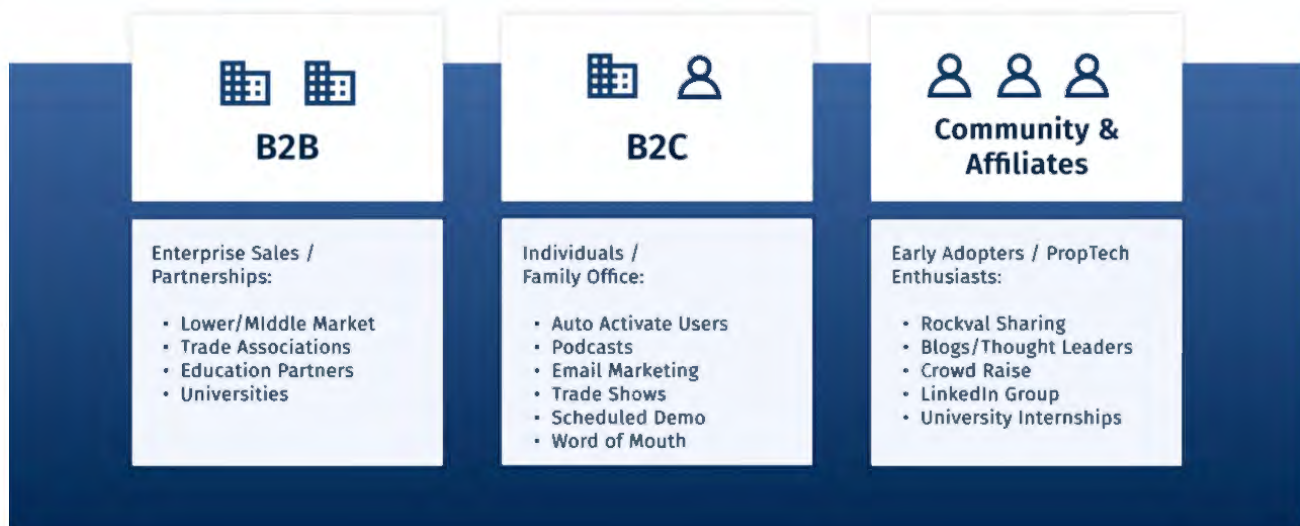 B2B
Enterprise Sales /
Partnerships:
• Lower/MIddle Market
• Trade Associations
• Education Partners
• Universities
B2C
Individuals /
Family Office:
• Auto Activate Users
• Podcasts
• Email Marketing
• Trade Shows
• Scheduled Demo
• Word of Mouth
Community &
Affiliates
Early Adopters / PropTech
Enthusiasts:
• Rockval Sharing
• Blogs/Thought Leaders
• Crowd Raise
• LinkedIn Group
• University Internships